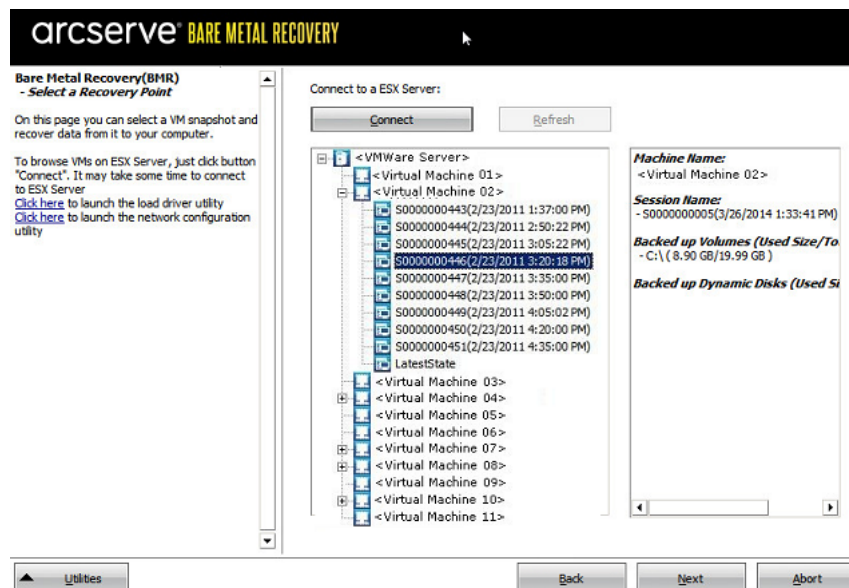 arcserve® BARE METAL RECOVERY
Bare Metal Recovery(BMR)
- Select a Recovery Point
On this page you can select a VM snapshot and
recover data from it to your computer.
To browse VMs on ESX Server, just click button
"Connect". It may take some time to connect
to ESX Server
Click here to launch the load driver utility
Click here to launch the network configuration
utility
Connect to a ESX Server:
Connect
Refresh
<VMWare Server>
<Virtual Machine 01>
<Virtual Machine 02>
S0000000443(2/23/2011 1:37:00 PM)
S0000000444(2/23/2011 2:50:22 PM)
S0000000445(2/23/2011 3:05:22 PM)
S0000000446(2/23/2011 3:20:18 PM)
S0000000447(2/23/2011 3:35:00 PM)
S0000000448(2/23/2011 3:50:00 PM)
S0000000449(2/23/2011 4:05:02 PM)
S0000000450(2/23/2011 4:20:00 PM)
S0000000451(2/23/2011 4:35:00 PM)
LatestState
<Virtual Machine 03>
<Virtual Machine 04>
<Virtual Machine 05>
<Virtual Machine 06>
<Virtual Machine 07>
<Virtual Machine 08>
<Virtual Machine 09>
<Virtual Machine 10>
<Virtual Machine 11>
Machine Name:
<Virtual Machine 02>
Session Name:
- S0000000005(3/26/2014 1:33:41 PM)
Backed up Volumes (Used Size/To
- C:\ ( 8.90 GB/19.99 GB )
Backed up Dynamic Disks (Used Si
Utilities
Back
Next
Abort